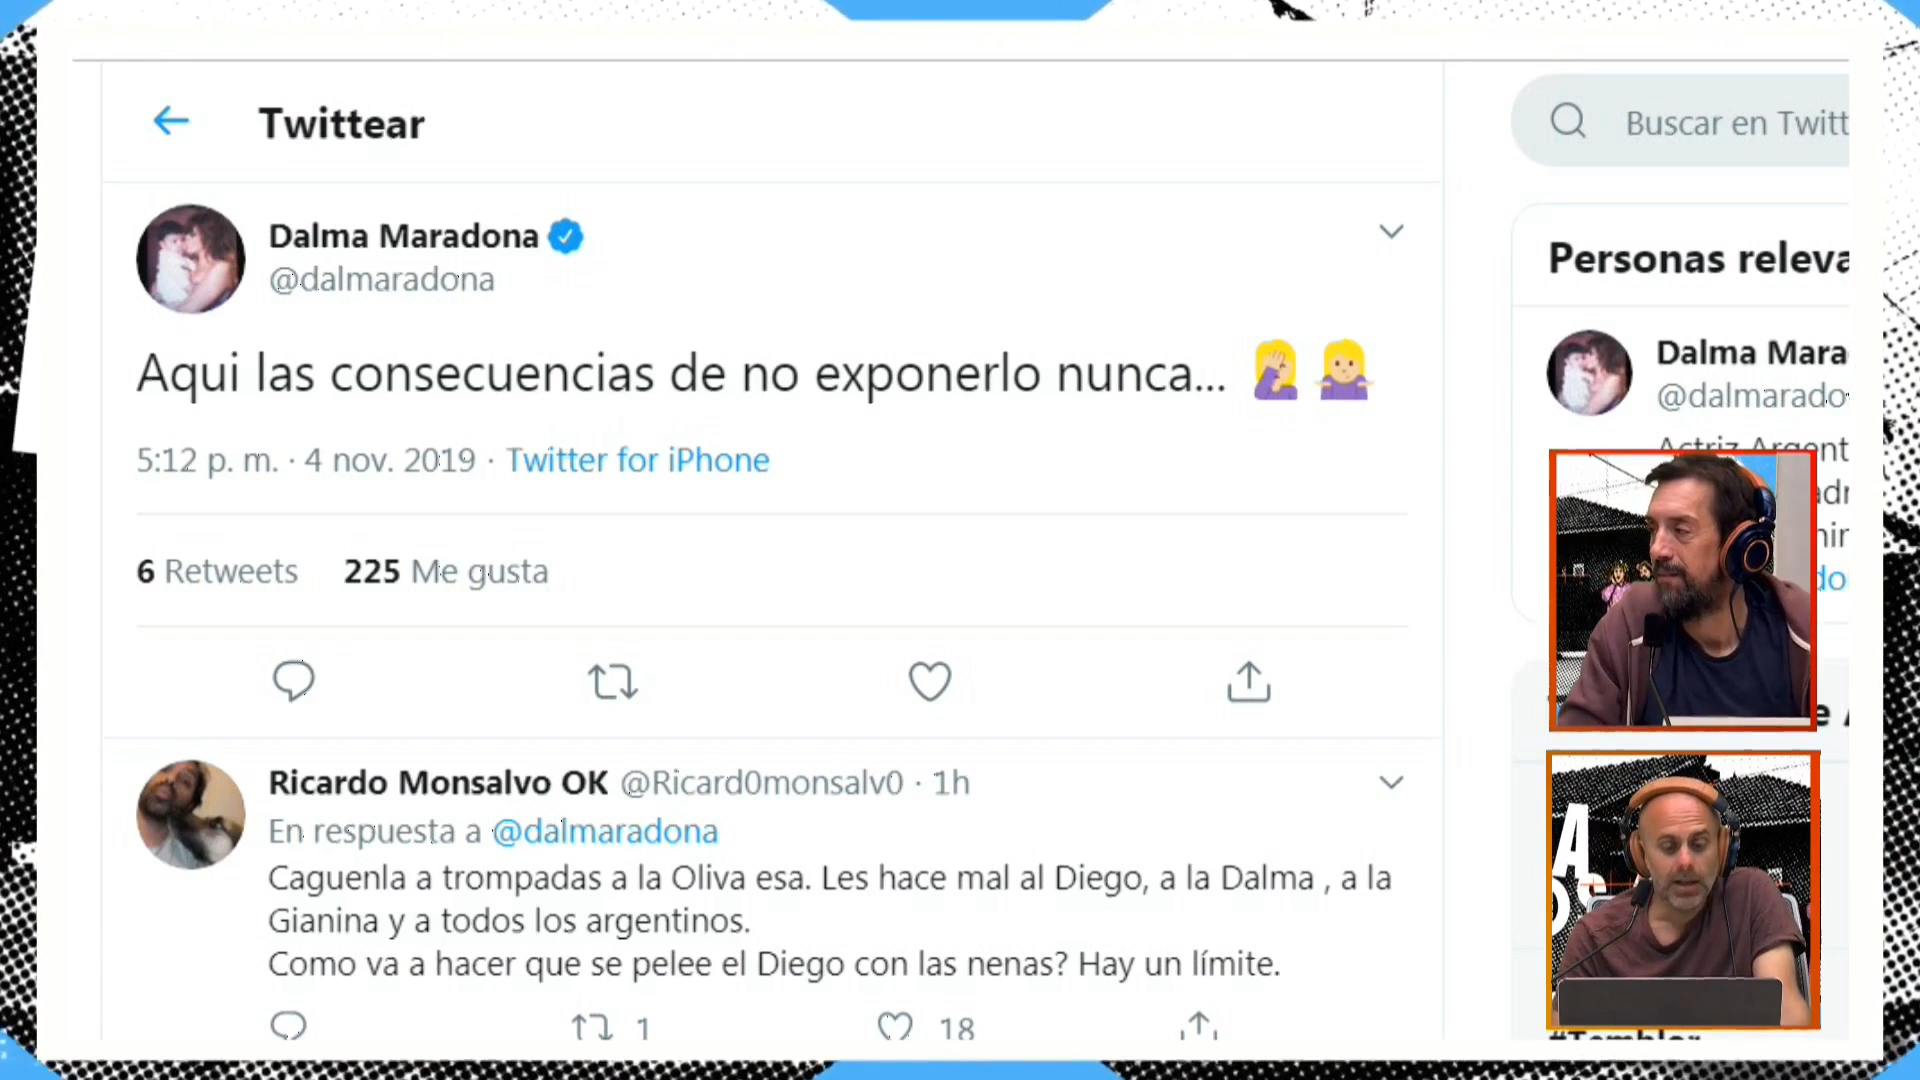 Twittear
Buscar en Twitt
Dalma Maradona
@dalmaradona
Aqui las consecuencias de no exponerlo nunca...
5:12 p. m. · 4 nov. 2019 · Twitter for iPhone
6 Retweets 225 Me gusta
Ricardo Monsalvo OK @Ricard0monsalv0 · 1h
En respuesta a @dalmaradona
Caguenla a trompadas a la Oliva esa. Les hace mal al Diego, a la Dalma , a la
Gianina y a todos los argentinos.
Como va a hacer que se pelee el Diego con las nenas? Hay un límite.
1 18
Personas releva
Dalma Mara
@dalmarado
Actriz Argent